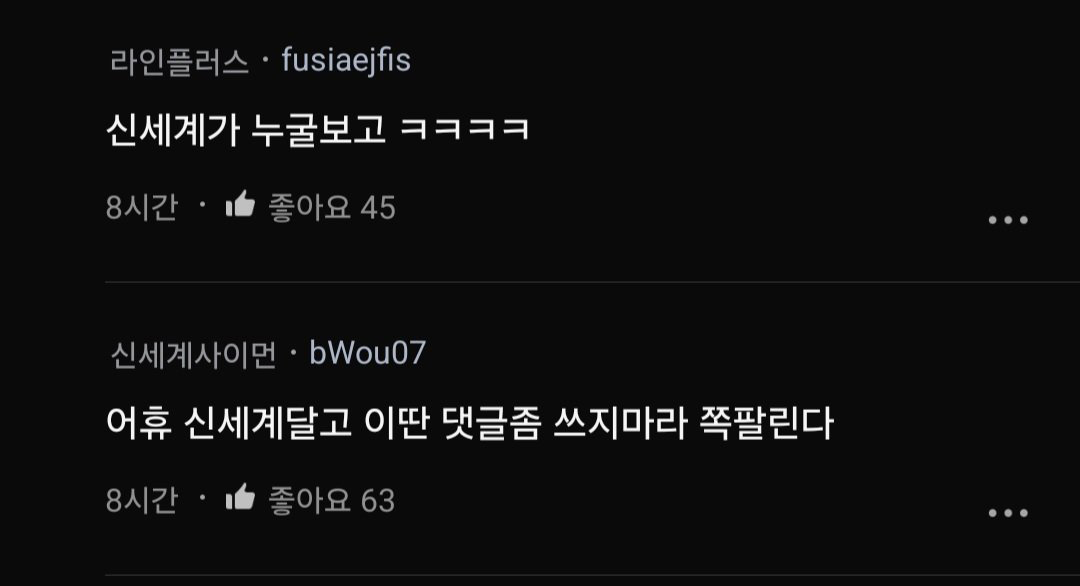 라인플러스 · fusiaejfis
신세계가 누굴보고 ㅋㅋㅋㅋ
8시간 · 좋아요 45
신세계사이먼 · bWou07
어휴 신세계달고 이딴 댓글좀 쓰지마라 쪽팔린다
8시간 · 좋아요 63